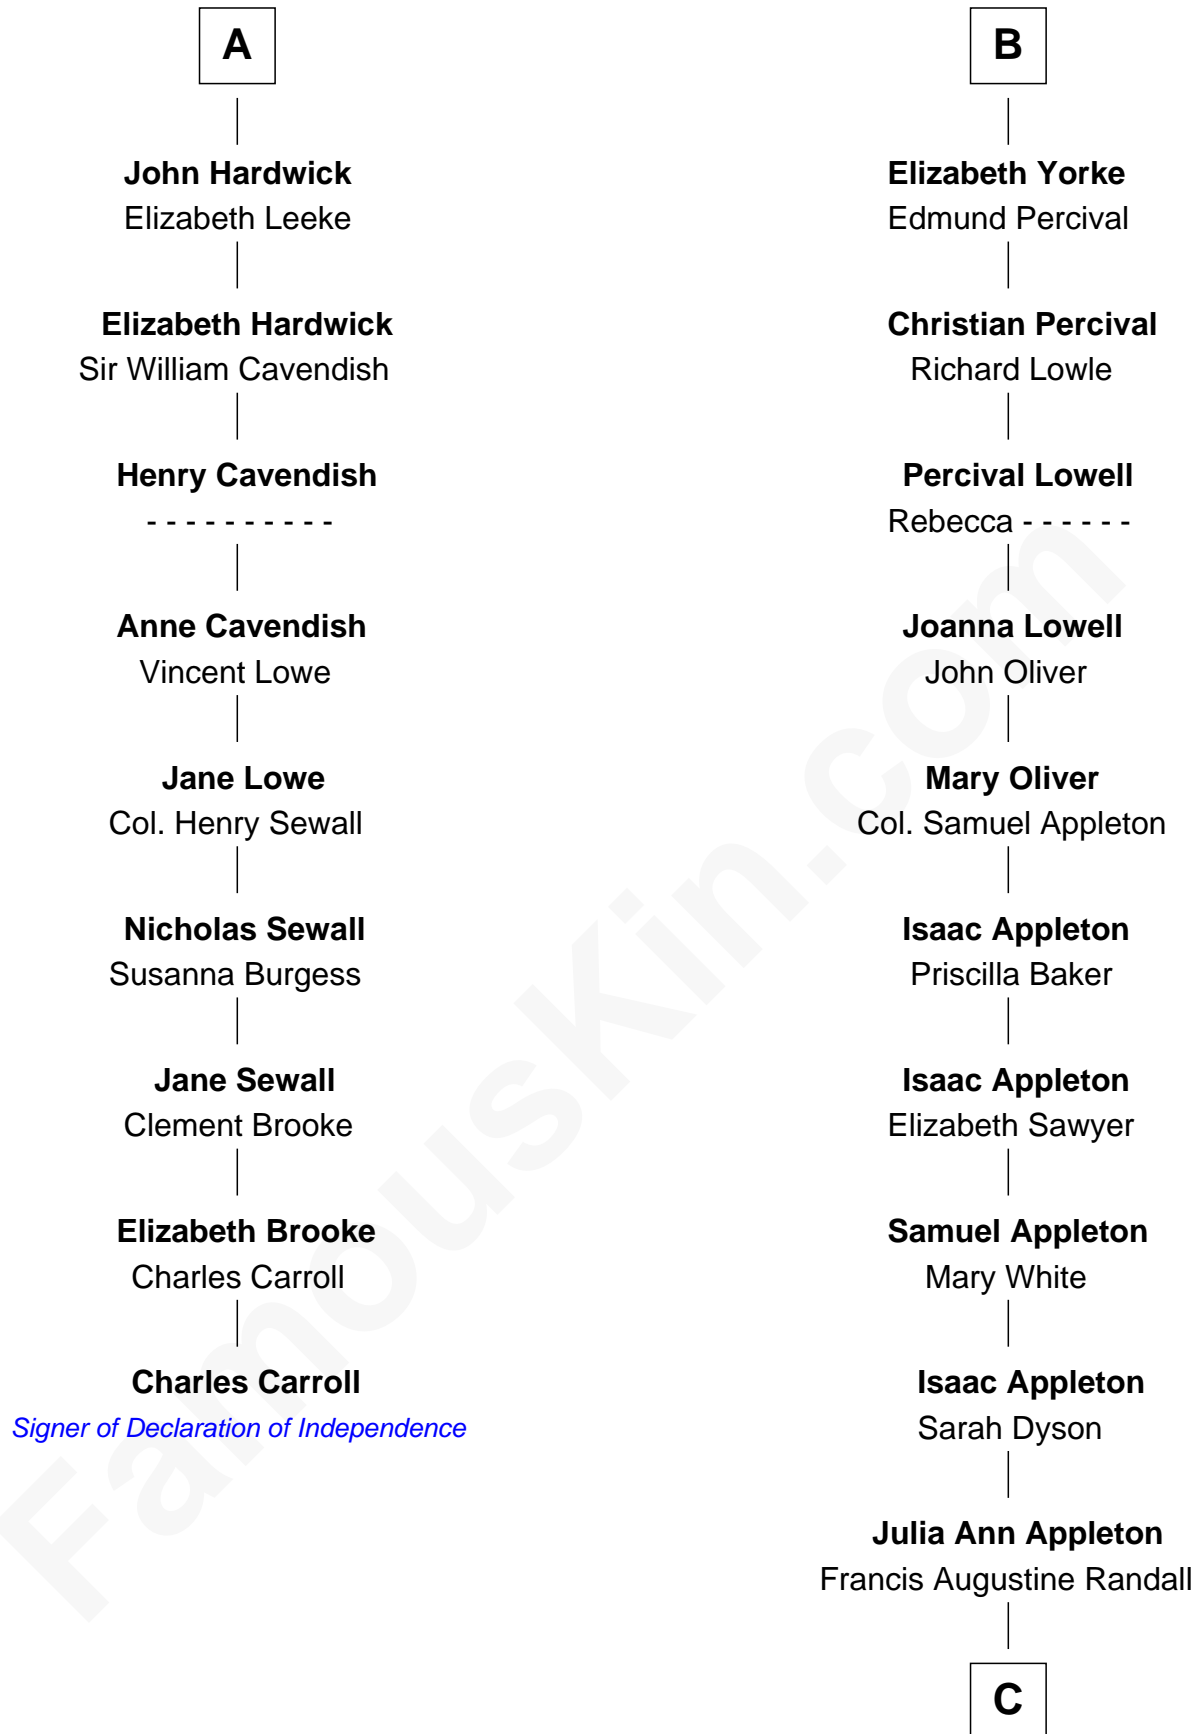 A
John Hardwick
Elizabeth Leeke
Elizabeth Hardwick
Sir William Cavendish
Henry Cavendish
- - - - - - - - - -
Anne Cavendish
Vincent Lowe
Jane Lowe
Col. Henry Sewall
Nicholas Sewall
Susanna Burgess
Jane Sewall
Clement Brooke
Elizabeth Brooke
Charles Carroll
Charles Carroll
Signer of Declaration of Independence
B
Elizabeth Yorke
Edmund Percival
Christian Percival
Richard Lowle
Percival Lowell
Rebecca - - - - - -
Joanna Lowell
John Oliver
Mary Oliver
Col. Samuel Appleton
Isaac Appleton
Priscilla Baker
Isaac Appleton
Elizabeth Sawyer
Samuel Appleton
Mary White
Isaac Appleton
Sarah Dyson
Julia Ann Appleton
Francis Augustine Randall
C
FamousKin.com